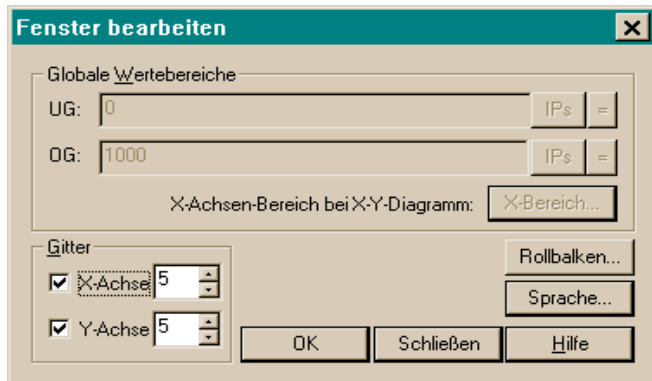 Fenster bearbeiten
Globale Wertebereiche
UG: 0 IPs =
OG: 1000 IPs =
X-Achsen-Bereich bei X-Y-Diagramm: X-Bereich...
Gitter
X-Achse 5
Y-Achse 5
Rollbalken...
Sprache...
OK Schließen Hilfe